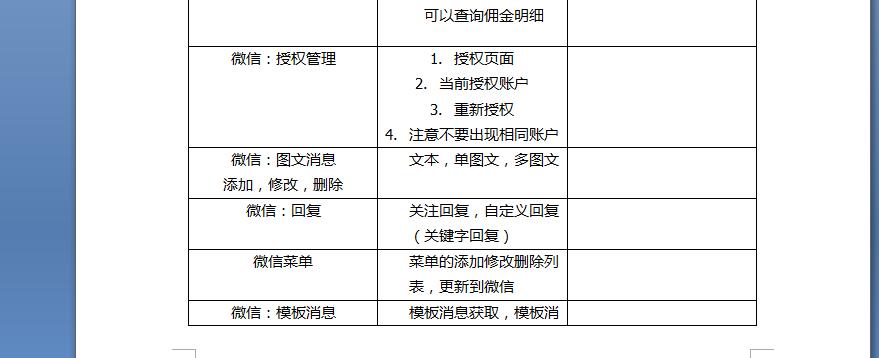 可以查询佣金明细
微信：授权管理
1. 授权页面
2. 当前授权账户
3. 重新授权
4. 注意不要出现相同账户
微信：图文消息
添加，修改，删除
文本，单图文，多图文
微信：回复
关注回复，自定义回复
（关键字回复）
微信菜单
菜单的添加修改删除列
表，更新到微信
微信：模板消息
模板消息获取，模板消